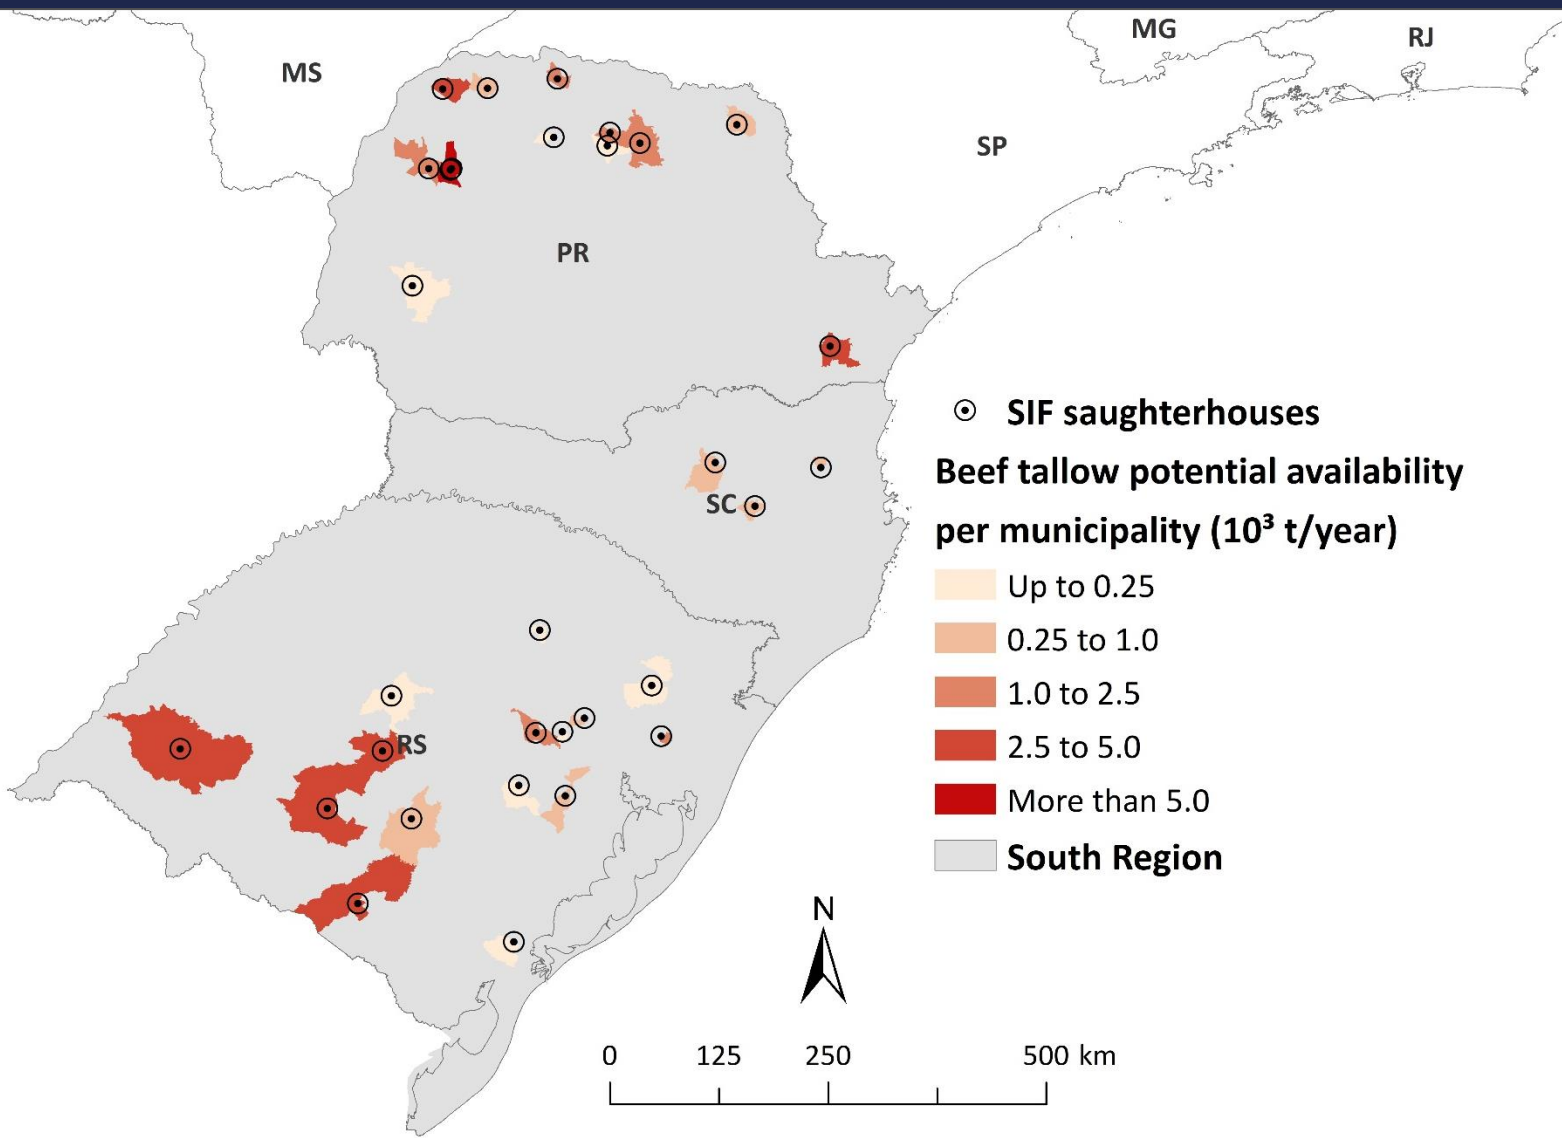 MG
RJ
MS
SP
PR
SIF saughterhouses
Beef tallow potential availability
per municipality (10³ t/year)
SC
Up to 0.25
0.25 to 1.0
1.0 to 2.5
RS
2.5 to 5.0
More than 5.0
South Region
N
0 125 250 500 km